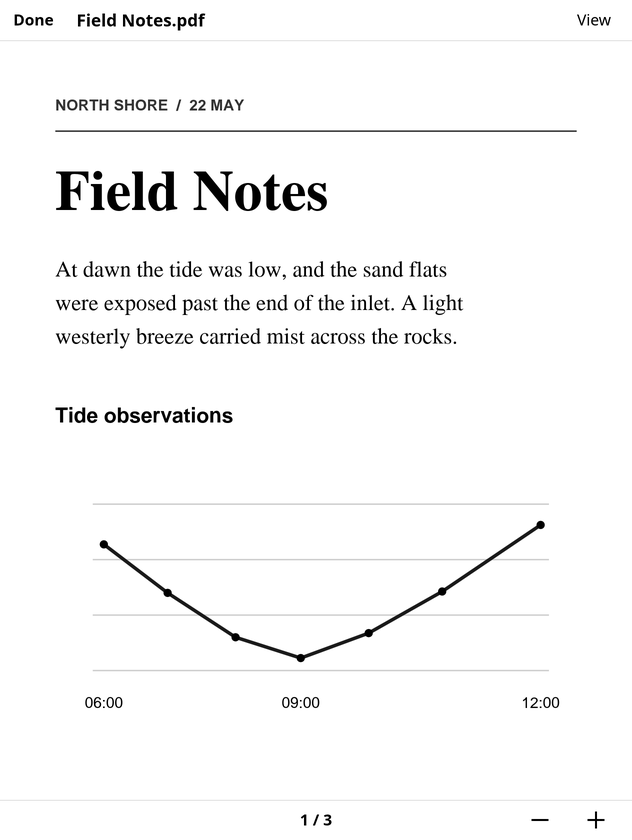 Done Field Notes.pdf View
NORTH SHORE / 22 MAY
Field Notes
At dawn the tide was low, and the sand flats
were exposed past the end of the inlet. A light
westerly breeze carried mist across the rocks.
Tide observations
06:00 09:00 12:00
1 / 3